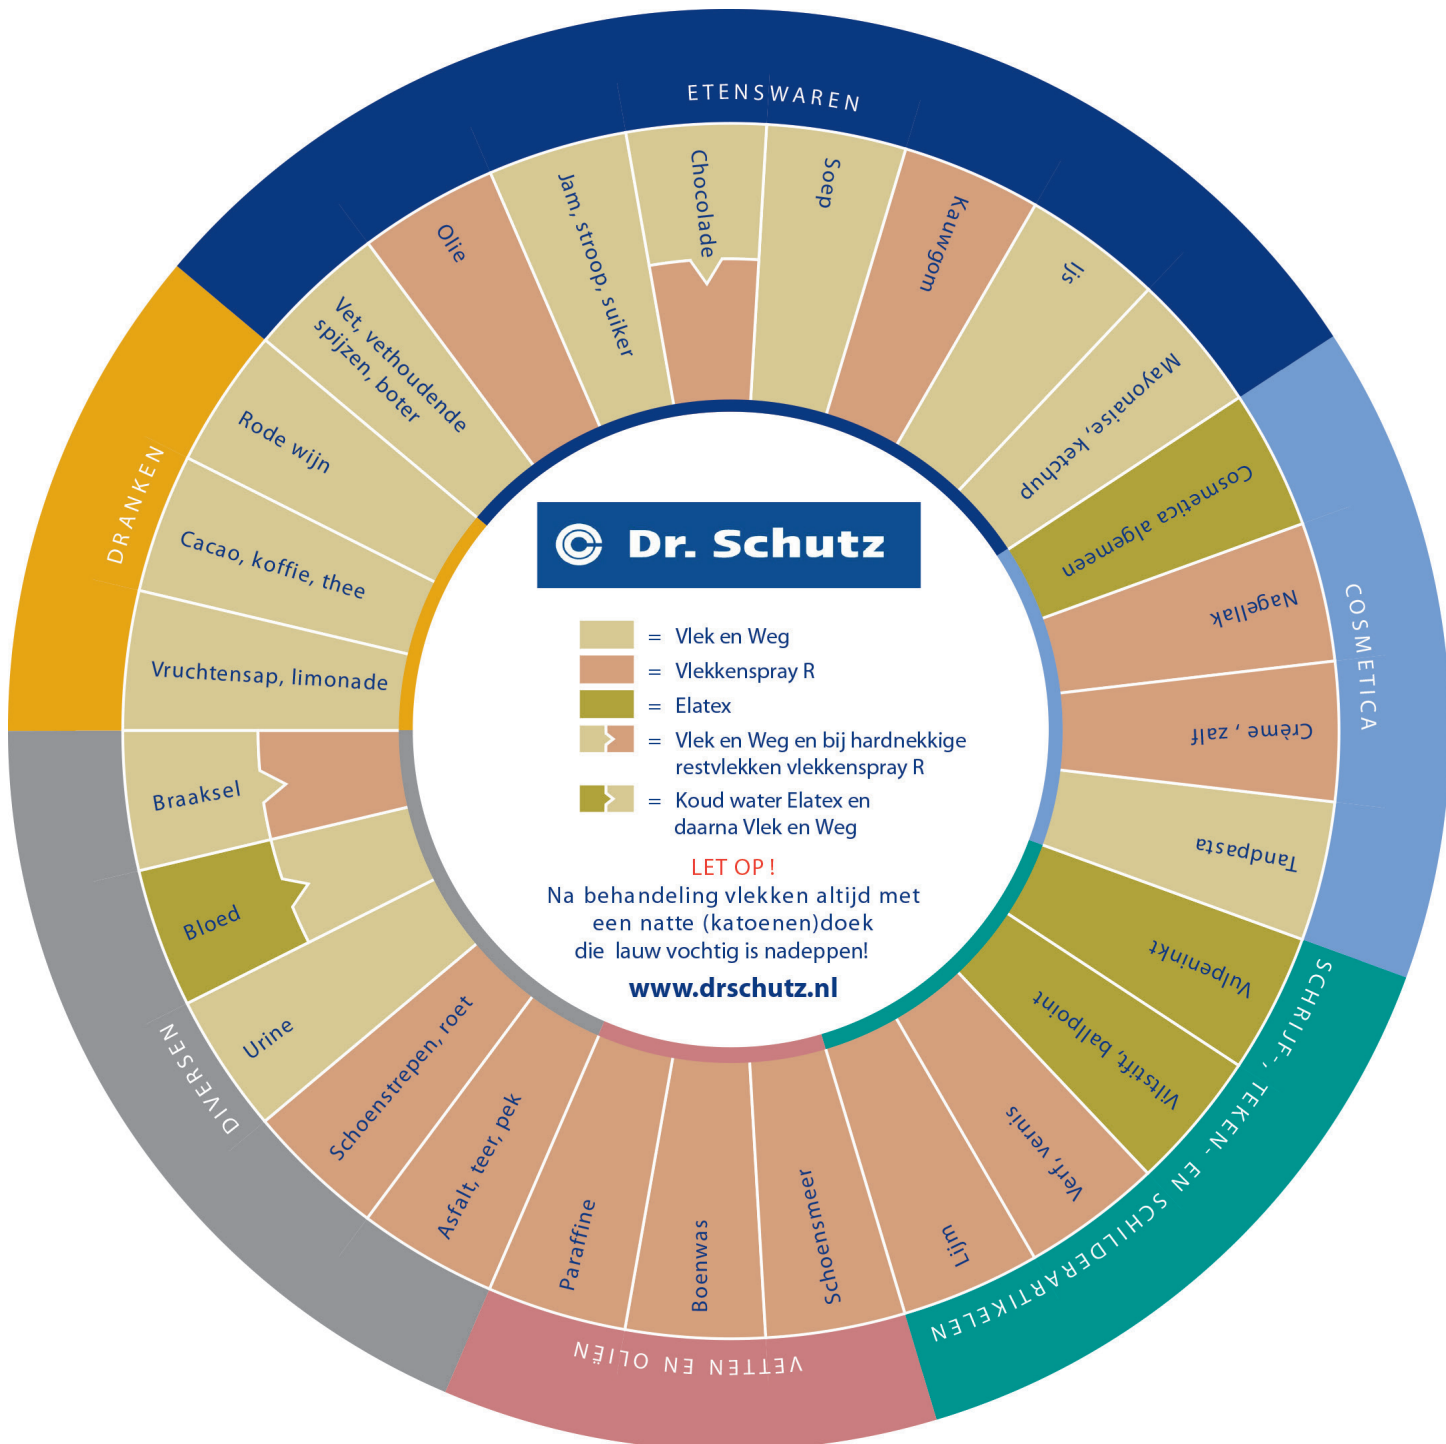 ETENSWAREN
Vet, vethoudende
spijzen, boter
Olie
Jam, stroop, suiker
Chocolade
Soep
Kauwgom
Ijs
Mayonaise, ketchup
COSMETICA
Cosmetica algemeen
Nagellak
Crème , zalf
Tandpasta
SCHRIJF-, TEKEN- EN SCHILDERARTIKELEN
Vulpeninkt
Viltstift, ballpoint
Verf, vernis
Lijm
VETTEN EN OLIËN
Schoensmeer
Boenwas
Paraffine
DIVERSEN
Asfalt, teer, pek
Schoenstrepen, roet
Urine
Bloed
Braaksel
DRANKEN
Vruchtensap, limonade
Cacao, koffie, thee
Rode wijn
Dr. Schutz
= Vlek en Weg
= Vlekkenspray R
= Elatex
= Vlek en Weg en bij hardnekkige
restvlekken vlekkenspray R
= Koud water Elatex en
daarna Vlek en Weg
LET OP !
Na behandeling vlekken altijd met
een natte (katoenen)doek
die lauw vochtig is nadeppen!
www.drschutz.nl